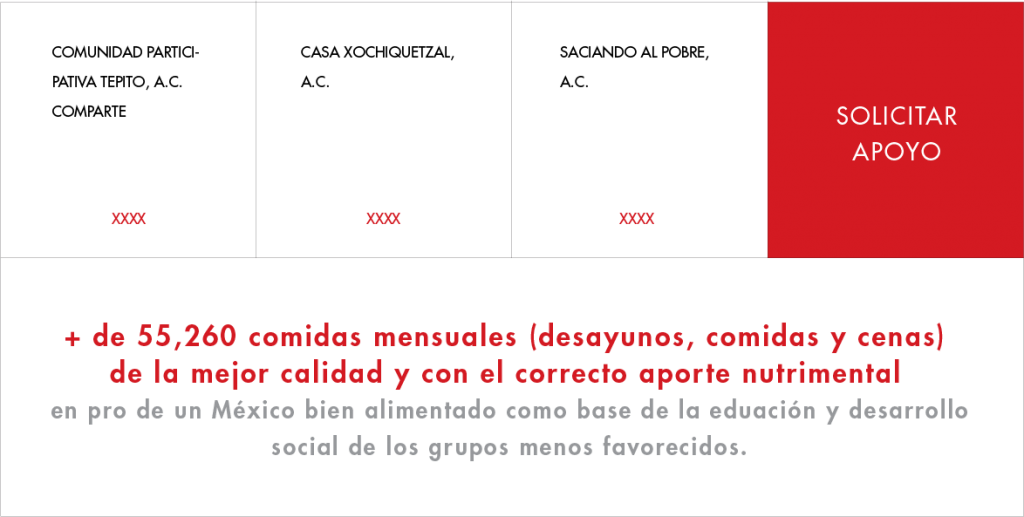 COMUNIDAD PARTICI-
PATIVA TEPITO, A.C.
COMPARTE
XXXX
CASA XOCHIQUETZAL,
A.C.
XXXX
SACIANDO AL POBRE,
A.C.
XXXX
SOLICITAR
APOYO
+ de 55,260 comidas mensuales (desayunos, comidas y cenas)
de la mejor calidad y con el correcto aporte nutrimental
en pro de un México bien alimentado como base de la eduación y desarrollo
social de los grupos menos favorecidos.